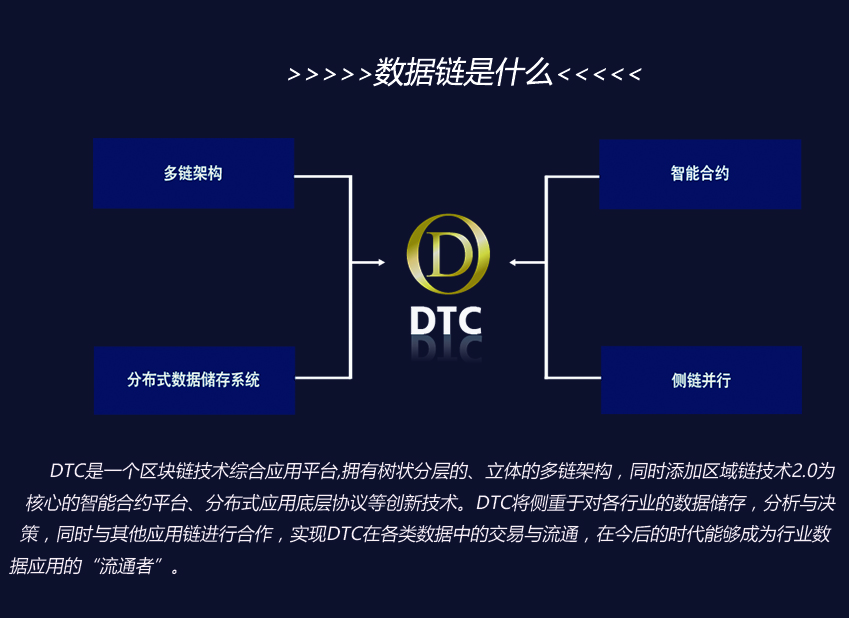 >>>>>数据链是什么<<<<<
多链架构
智能合约
D
DTC
分布式数据储存系统
侧链并行
DTC是一个区块链技术综合应用平台,拥有树状分层的、立体的多链架构，同时添加区域链技术2.0为
核心的智能合约平台、分布式应用底层协议等创新技术。DTC将侧重于对各行业的数据储存，分析与决
策，同时与其他应用链进行合作，实现DTC在各类数据中的交易与流通，在今后的时代能够成为行业数
据应用的“流通者”。